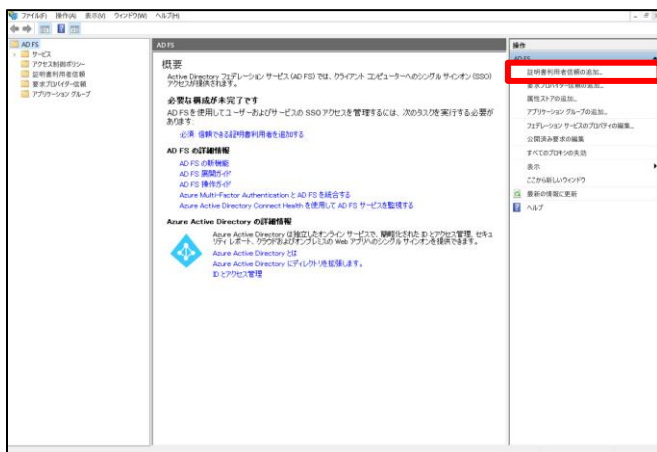 ファイル(F) 操作(A) 表示(V) ウィンドウ(W) ヘルプ(H)
AD FS
サービス
アクセス制御ポリシー
証明書利用者信頼
要求プロバイダー信頼
アプリケーション グループ
AD FS
概要
Active Directory フェデレーション サービス (AD FS) では、クライアント コンピューターへのシングル サインオン (SSO)
アクセスが提供されます。
必要な構成が未完了です
AD FS を使用してユーザーおよびサービスの SSO アクセスを管理するには、次のタスクを実行する必要が
あります:
必須: 信頼できる証明書利用者を追加する
AD FS の詳細情報
AD FS の新機能
AD FS 展開ガイド
AD FS 操作ガイド
Azure Multi-Factor Authentication と AD FS を統合する
Azure Active Directory Connect Health を使用して AD FS サービスを監視する
Azure Active Directory の詳細情報
Azure Active Directory は独立したオンライン サービスで、簡略化された ID とアクセス管理、セキュ
リティ レポート、クラウドおよびオンプレミスの Web アプリへのシングル サインオンを提供できます。
Azure Active Directory とは
Azure Active Directory にディレクトリを拡張します。
ID とアクセス管理
操作
AD FS
証明書利用者信頼の追加...
要求プロバイダー信頼の追加...
属性ストアの追加...
アプリケーション グループの追加...
フェデレーション サービスのプロパティの編集...
公開済み要求の編集
すべてのプロキシの失効
表示
ここから新しいウィンドウ
最新の情報に更新
ヘルプ